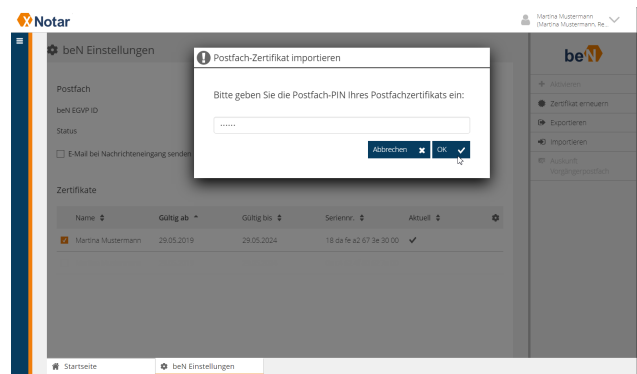 XNotar
Martina Mustermann
(Martina Mustermann, Re..
beN Einstellungen
Postfach-Zertifikat importieren
beN
Postfach
Bitte geben Sie die Postfach-PIN Ihres Postfachzertifikats ein:
Aktivieren
beN EGVP ID
Zertifikat erneuern
Status
......
Exportieren
E-Mail bei Nachrichteneingang senden
Abbrechen OK
Importieren
Auskunft
Vorgängerpostfach
Zertifikate
Name Gültig ab Gültig bis Seriennr. Aktuell
Martina Mustermann 29.05.2019 29.05.2024 18 da fe a2 67 3e 30 00
Startseite beN Einstellungen